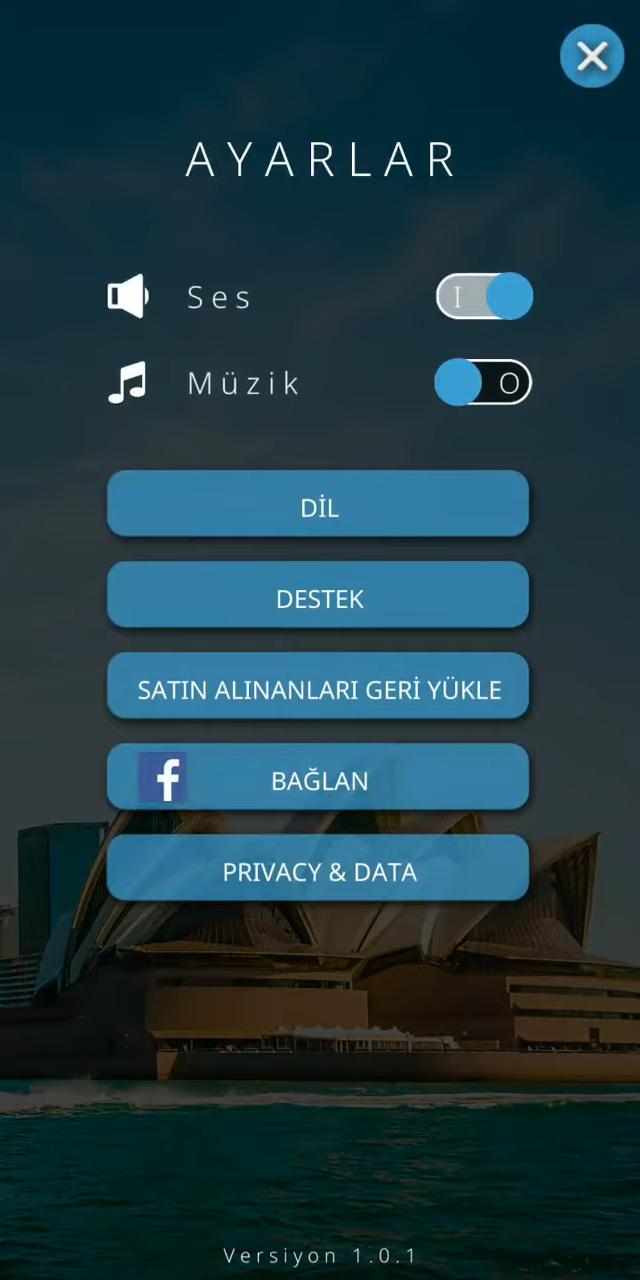 AYARLAR
Ses
Müzik
DİL
DESTEK
SATIN ALINANLARI GERİ YÜKLE
BAĞLAN
PRIVACY & DATA
Versiyon 1.0.1